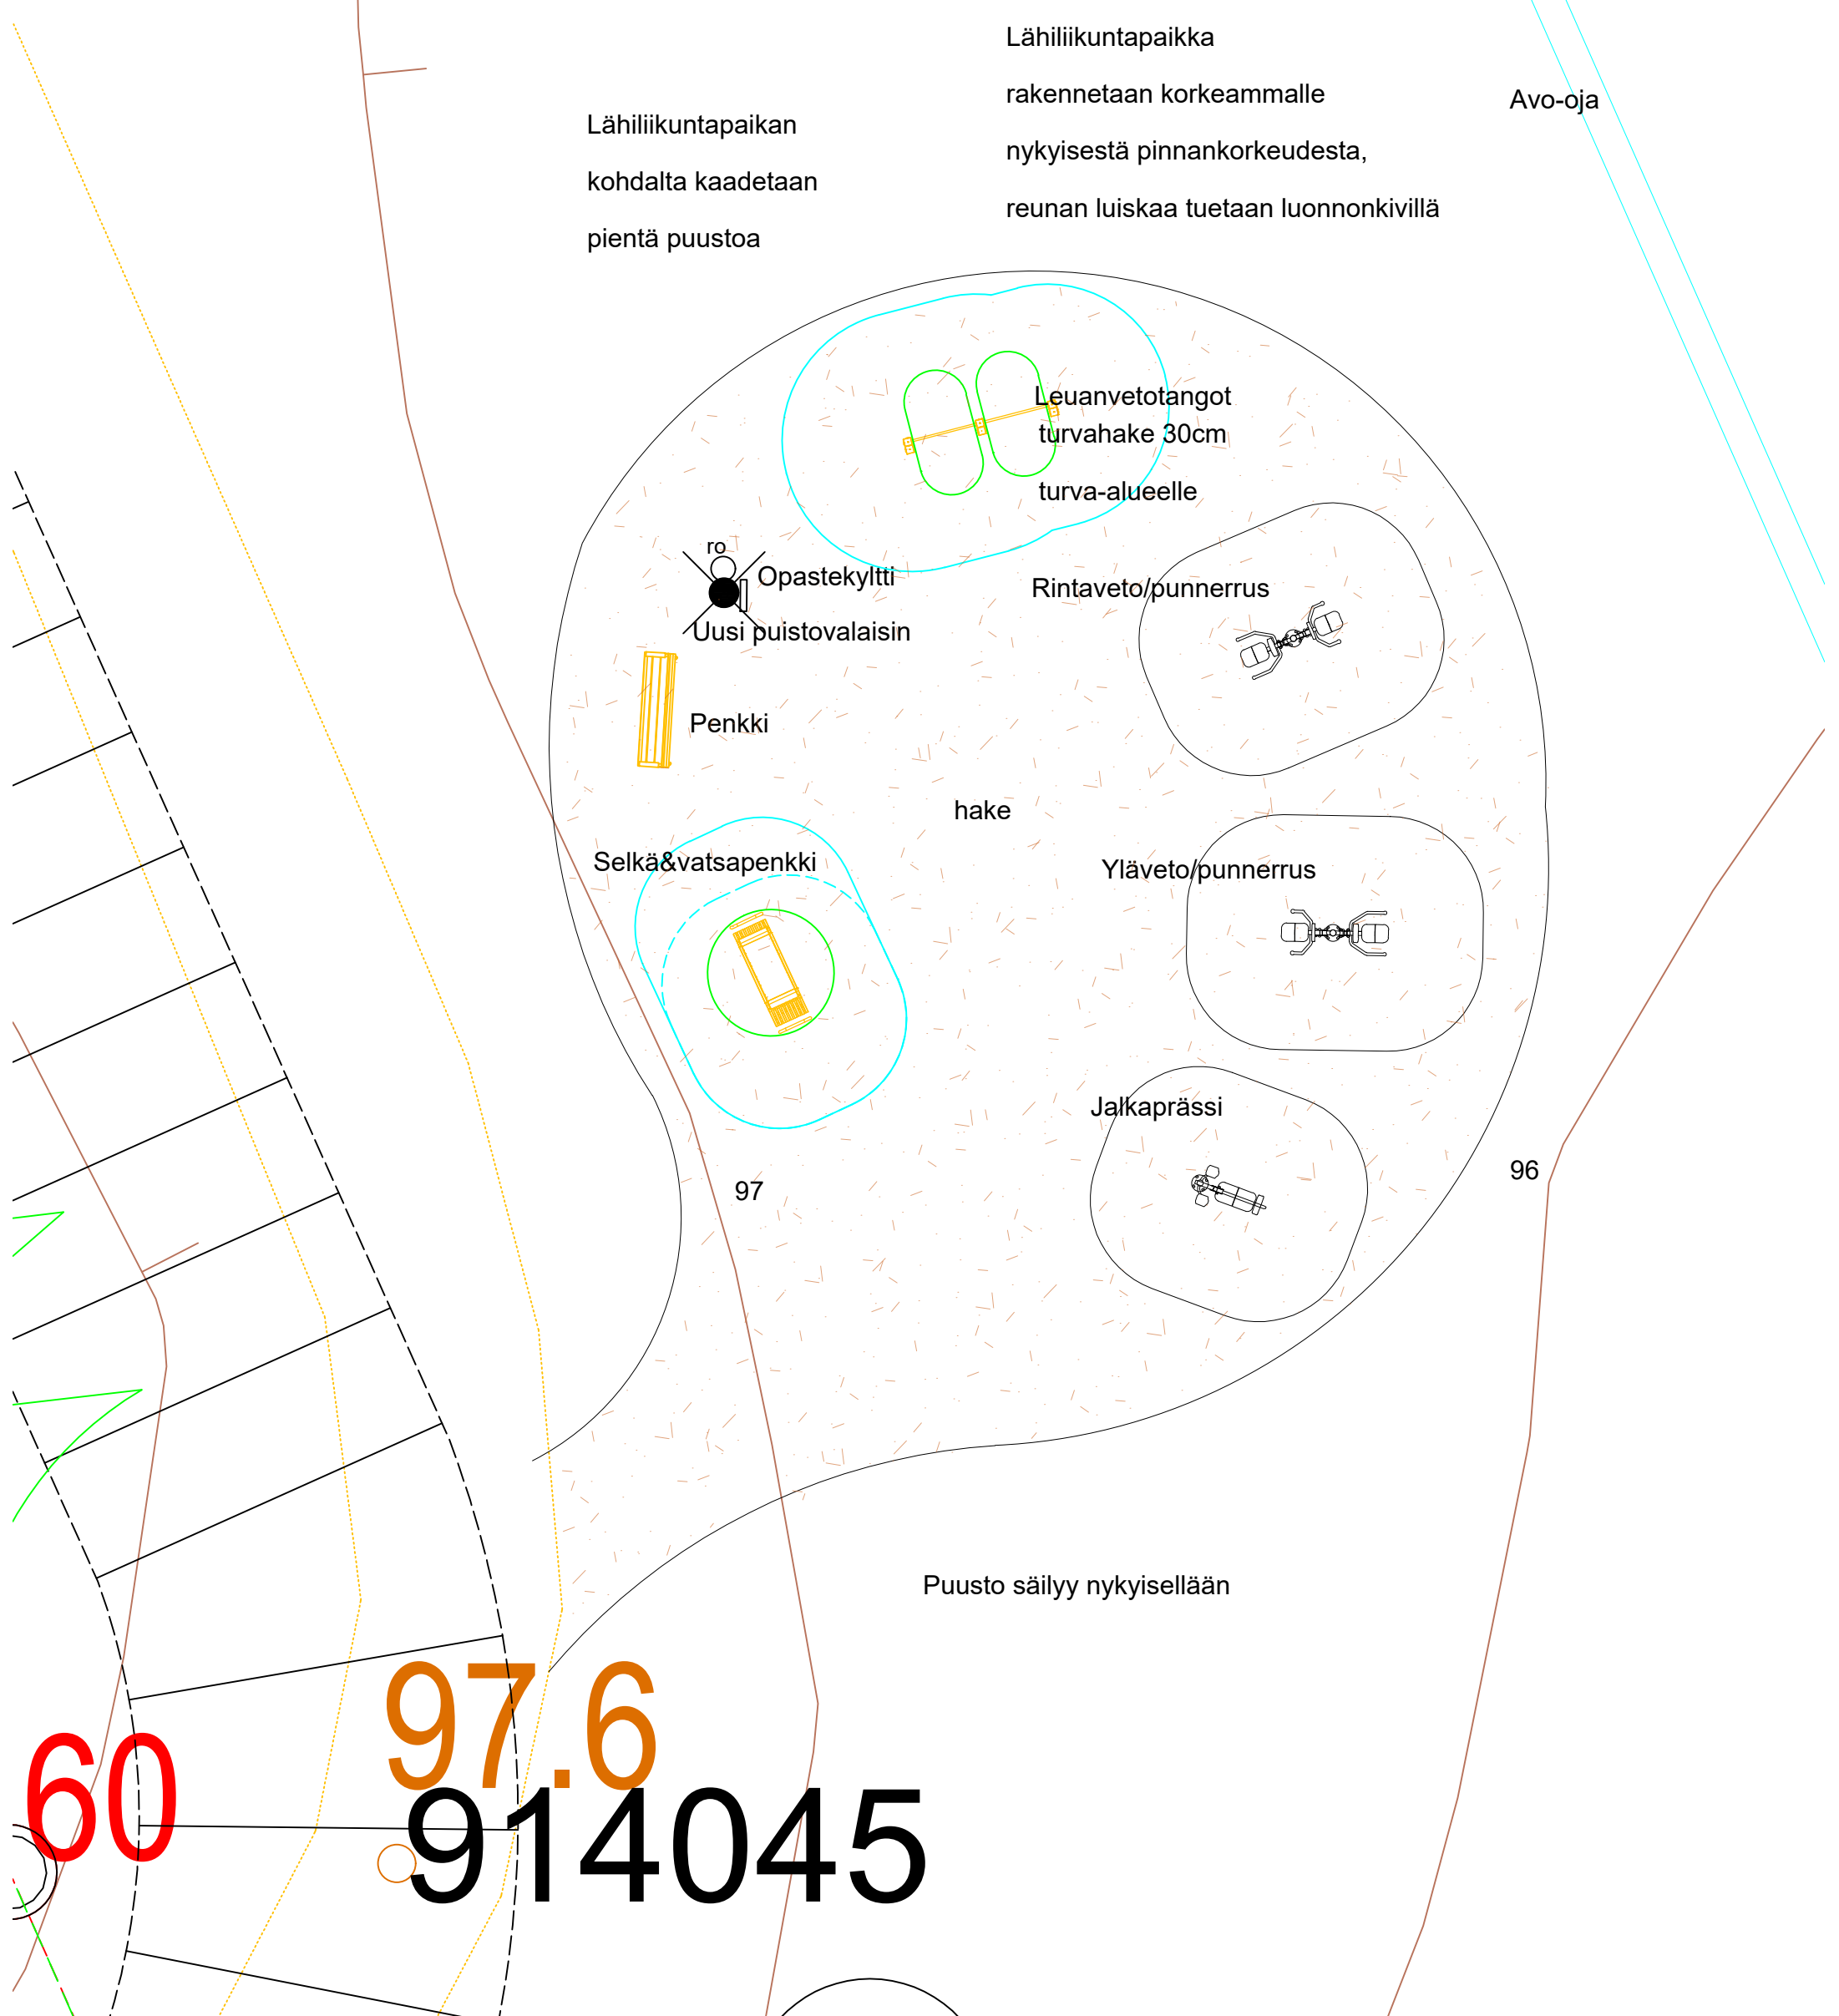 Lähiliikuntapaikka
rakennetaan korkeammalle
nykyisestä pinnankorkeudesta,
reunan luiskaa tuetaan luonnonkivillä
Avo-oja
Lähiliikuntapaikan
kohdalta kaadetaan
pientä puustoa
Leuanvetotangot
turvahake 30cm
turva-alueelle
ro
Opastekyltti
Uusi puistovalaisin
Rintaveto/punnerrus
Penkki
hake
Selkä&vatsapenkki
Yläveto/punnerrus
Jalkaprässi
97
96
Puusto säilyy nykyisellään
97.6
60
914045